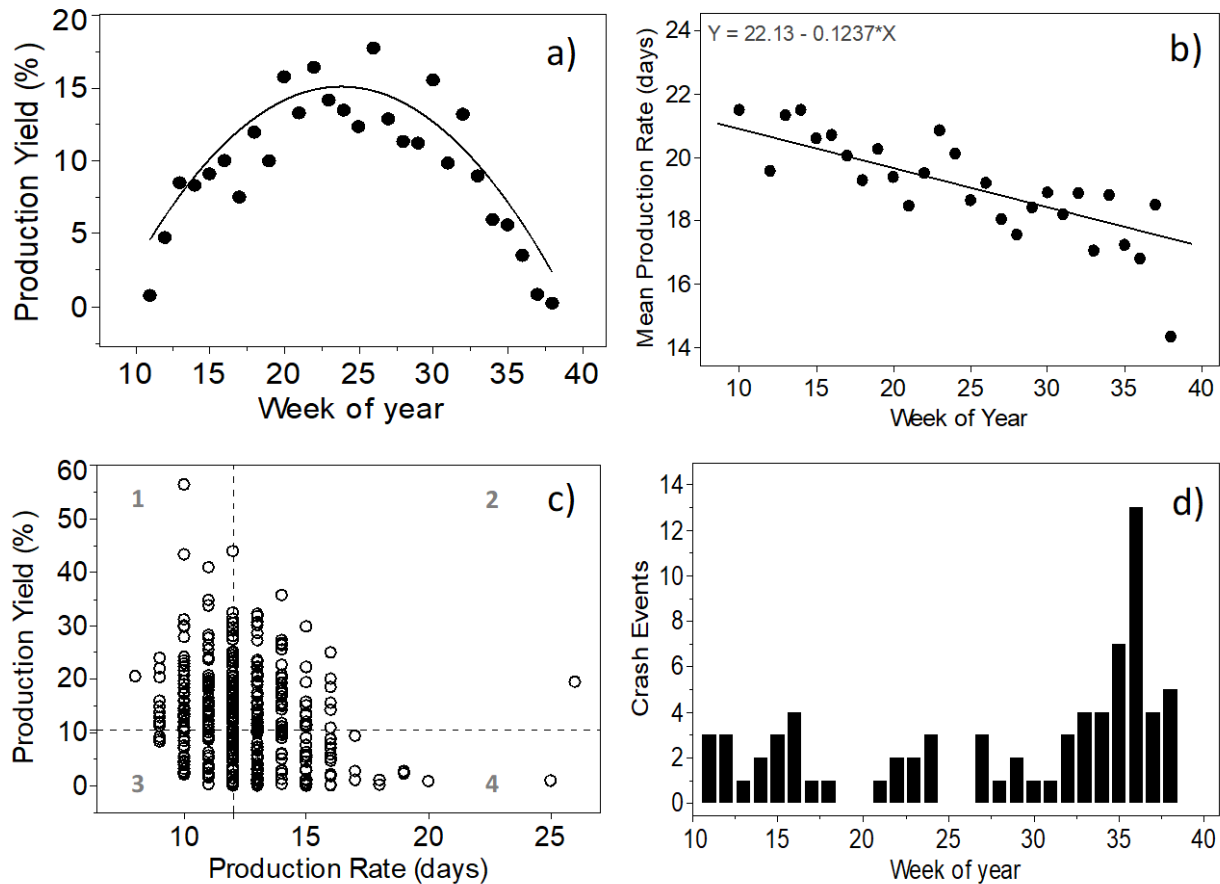 a)
Production Yield (%)
20
15
10
5
0
10 15 20 25 30 35 40
Week of year
b)
Y = 22.13 - 0.1237*X
Mean Production Rate (days)
24
22
20
18
16
14
10 15 20 25 30 35 40
Week of Year
c)
Production Yield (%)
60
50
40
30
20
10
0
1 2
3 4
10 15 20 25
Production Rate (days)
d)
Crash Events
14
12
10
8
6
4
2
0
10 15 20 25 30 35 40
Week of year